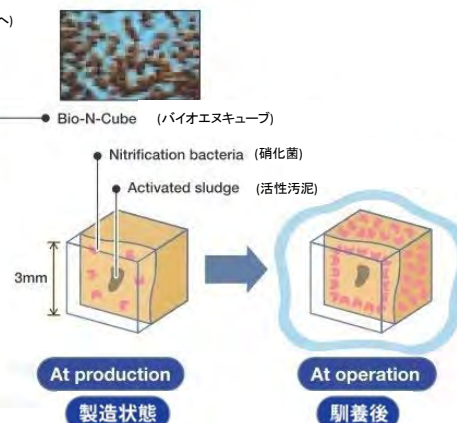 へ)
Bio-N-Cube (バイオエヌキューブ)
Nitrification bacteria (硝化菌)
Activated sludge (活性汚泥)
3mm
At production
At operation
製造状態
馴養後